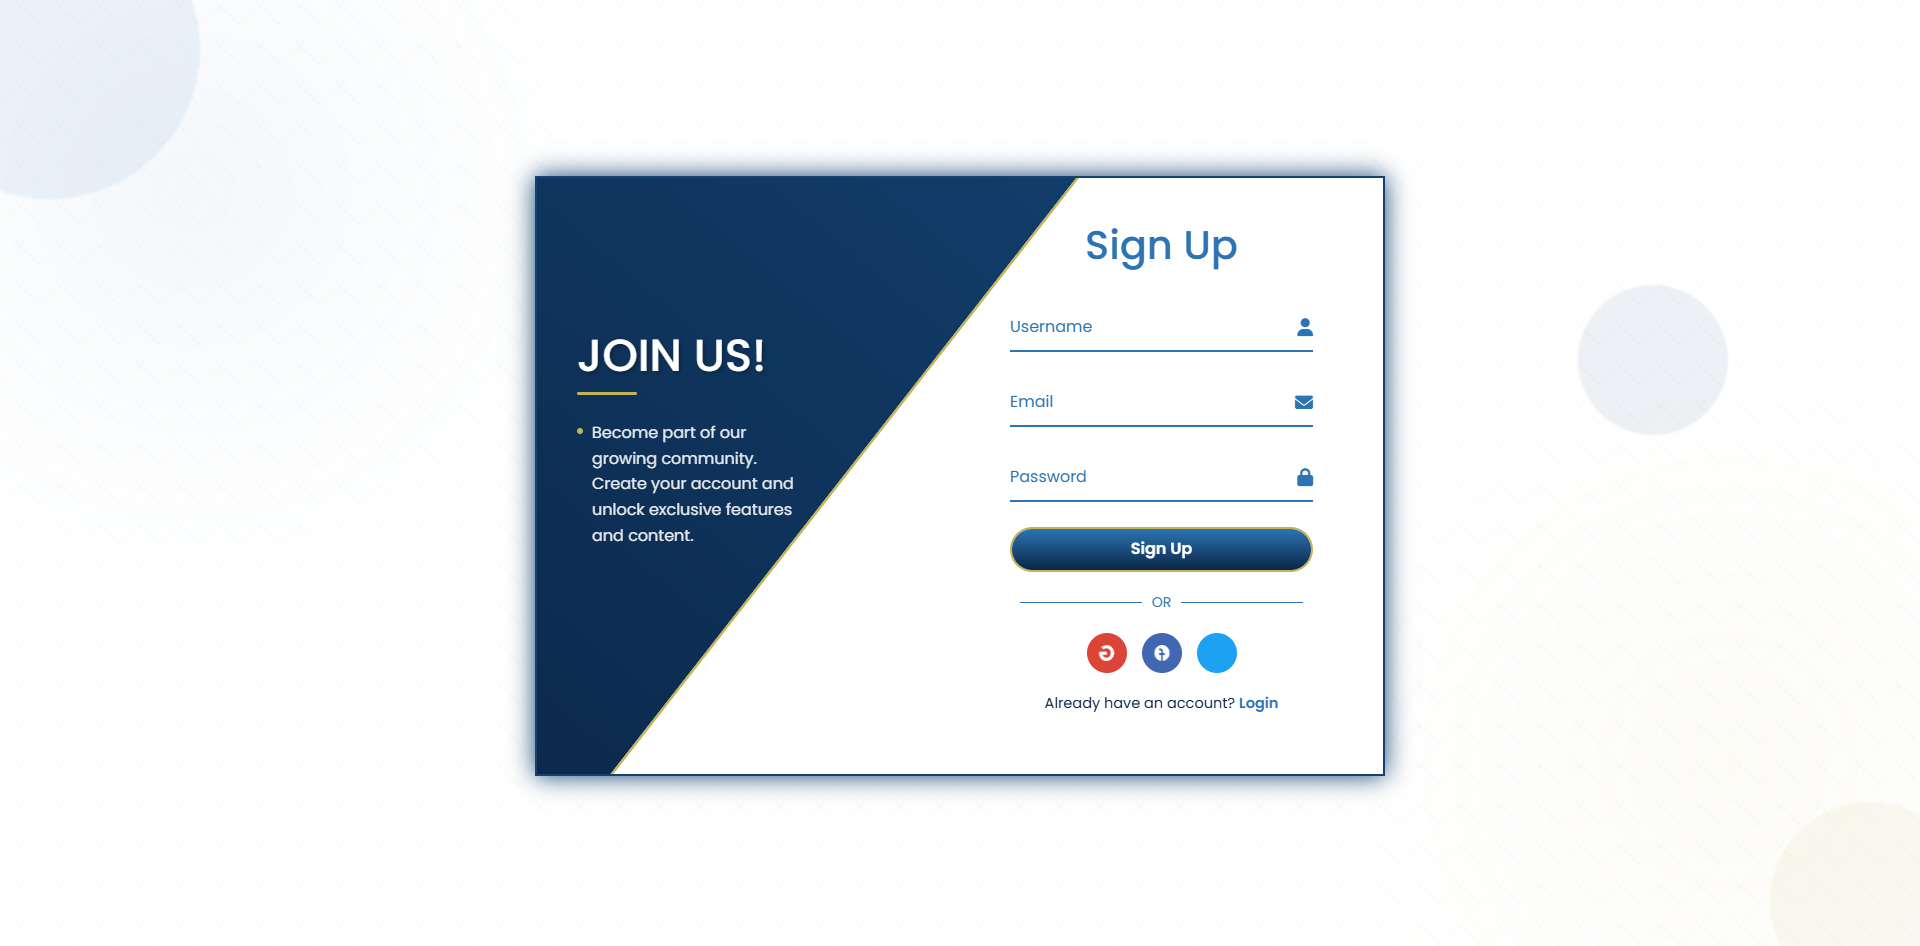 JOIN US!
Become part of our
growing community.
Create your account and
unlock exclusive features
and content.
Sign Up
Username
Email
Password
Sign Up
OR
Already have an account? Login